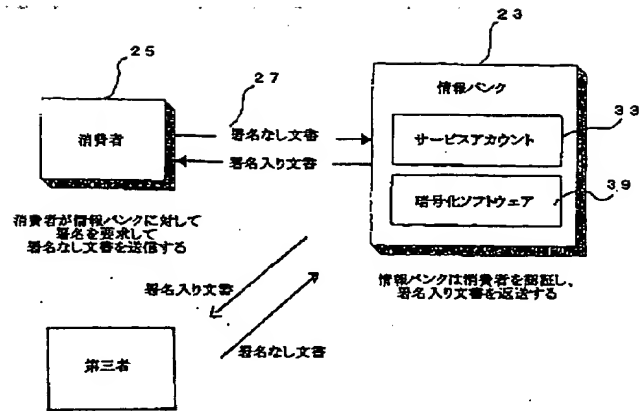 23
25
27
情報バンク
消費者
署名なし文書
サービスアカウント
33
署名入り文書
暗号化ソフトウェア
39
消費者が情報バンクに対して
署名を要求して
署名なし文書を送信する
情報バンクは消費者を認証し、
署名入り文書を返送する
署名入り文書
署名なし文書
第三者